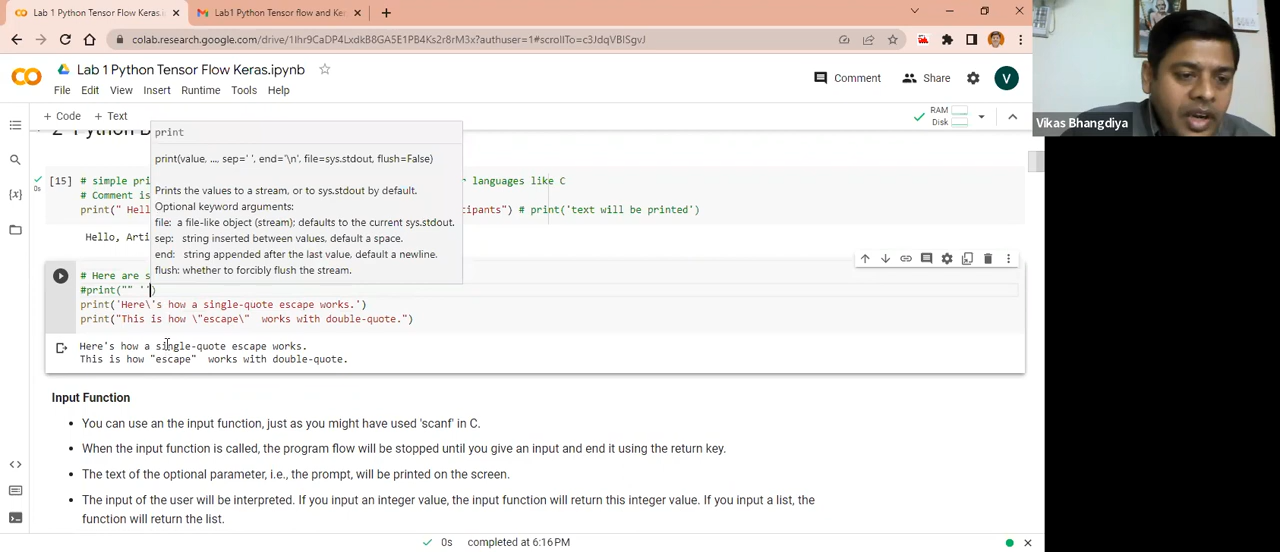 Lab 1 Python Tensor Flow Keras.ip
Lab1 Python Tensor flow and Ke
colab.research.google.com/drive/1Ihr9CaDqJ
Lab 1 Python Tensor Flow Keras.ipynb
Comment
Share
V
File Edit View Insert Runtime Tools Help
+ Code + Text
RAM
Disk
2 Python B
print
print(value, ..., sep=' ', end='\n', file=sys.stdout, flush=False)
Prints the values to a stream, or to sys.stdout by default.
Optional keyword arguments:
file: a file-like object (stream); defaults to the current sys.stdout.
sep: string inserted between values, default a space.
end: string appended after the last value, default a newline.
flush: whether to forcibly flush the stream.
[15] # simple pri r languages like C
0s
# Comment is
print(" Hell cipants") # print('text will be printed')
Hello, Arti
# Here are s
#print("" '')
print('Here\'s how a single-quote escape works.')
print("This is how \"escape\"  works with double-quote.")
Here's how a single-quote escape works.
This is how "escape"  works with double-quote.
Input Function
• You can use an the input function, just as you might have used 'scanf' in C.
• When the input function is called, the program flow will be stopped until you give an input and end it using the return key.
• The text of the optional parameter, i.e., the prompt, will be printed on the screen.
• The input of the user will be interpreted. If you input an integer value, the input function will return this integer value. If you input a list, the
function will return the list.
0s completed at 6:16PM
Vikas Bhangdiya